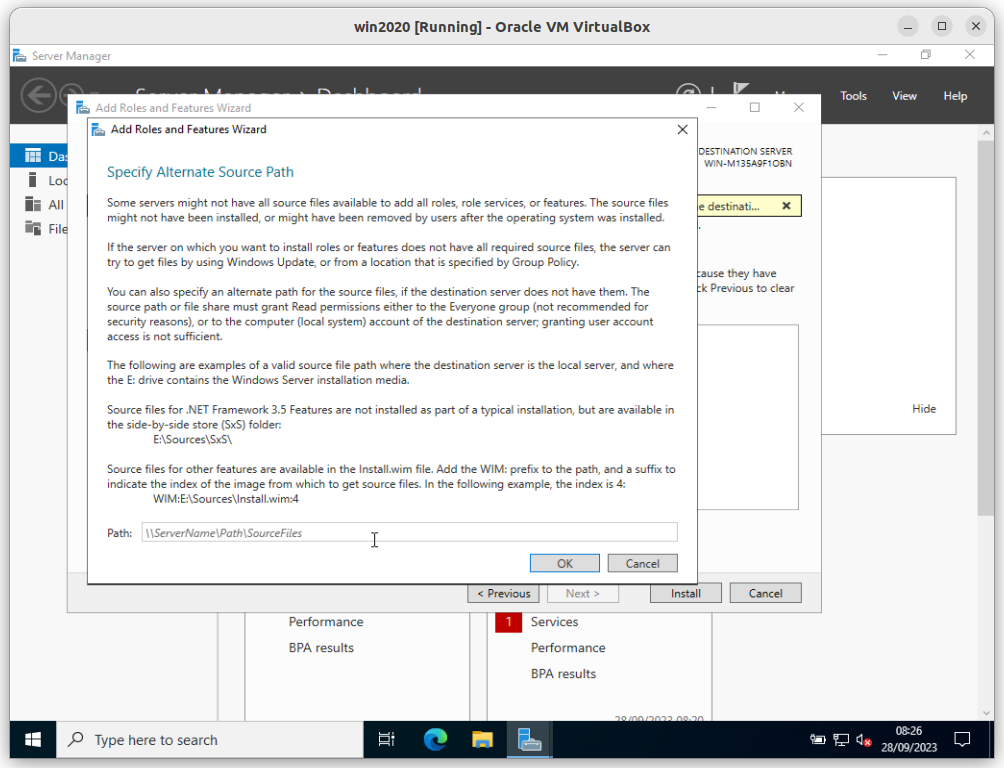 win2020 [Running] - Oracle VM VirtualBox
Server Manager
Tools View Help
Add Roles and Features Wizard
Add Roles and Features Wizard
DESTINATION SERVER
WIN-M135A9F1OBN
Specify Alternate Source Path
Some servers might not have all source files available to add all roles, role services, or features. The source files
might not have been installed, or might have been removed by users after the operating system was installed.
If the server on which you want to install roles or features does not have all required source files, the server can
try to get files by using Windows Update, or from a location that is specified by Group Policy.
You can also specify an alternate path for the source files, if the destination server does not have them. The
source path or file share must grant Read permissions either to the Everyone group (not recommended for
security reasons), or to the computer (local system) account of the destination server; granting user account
access is not sufficient.
The following are examples of a valid source file path where the destination server is the local server, and where
the E: drive contains the Windows Server installation media.
Source files for .NET Framework 3.5 Features are not installed as part of a typical installation, but are available in
the side-by-side store (SxS) folder:
E:\Sources\SxS\
Source files for other features are available in the Install.wim file. Add the WIM: prefix to the path, and a suffix to
indicate the index of the image from which to get source files. In the following example, the index is 4:
WIM:E:\Sources\Install.wim:4
Path: \\ServerName\Path\SourceFiles
OK Cancel
Das
Loc
All
File
e destinati...
cause they have
ck Previous to clear
Hide
< Previous Next > Install Cancel
Performance
BPA results
1 Services
Performance
BPA results
28/09/2023 08:20
Type here to search
08:26
28/09/2023